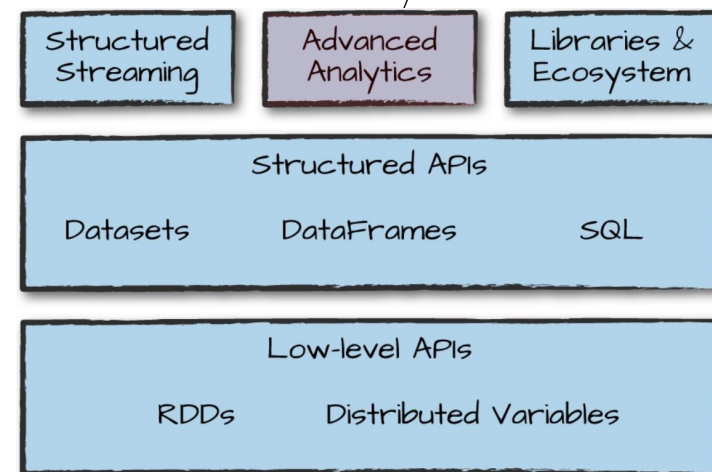 Structured
Streaming
Advanced
Analytics
Libraries &
Ecosystem
Structured APIs
Datasets DataFrames SQL
Low-level APIs
RDDs Distributed Variables